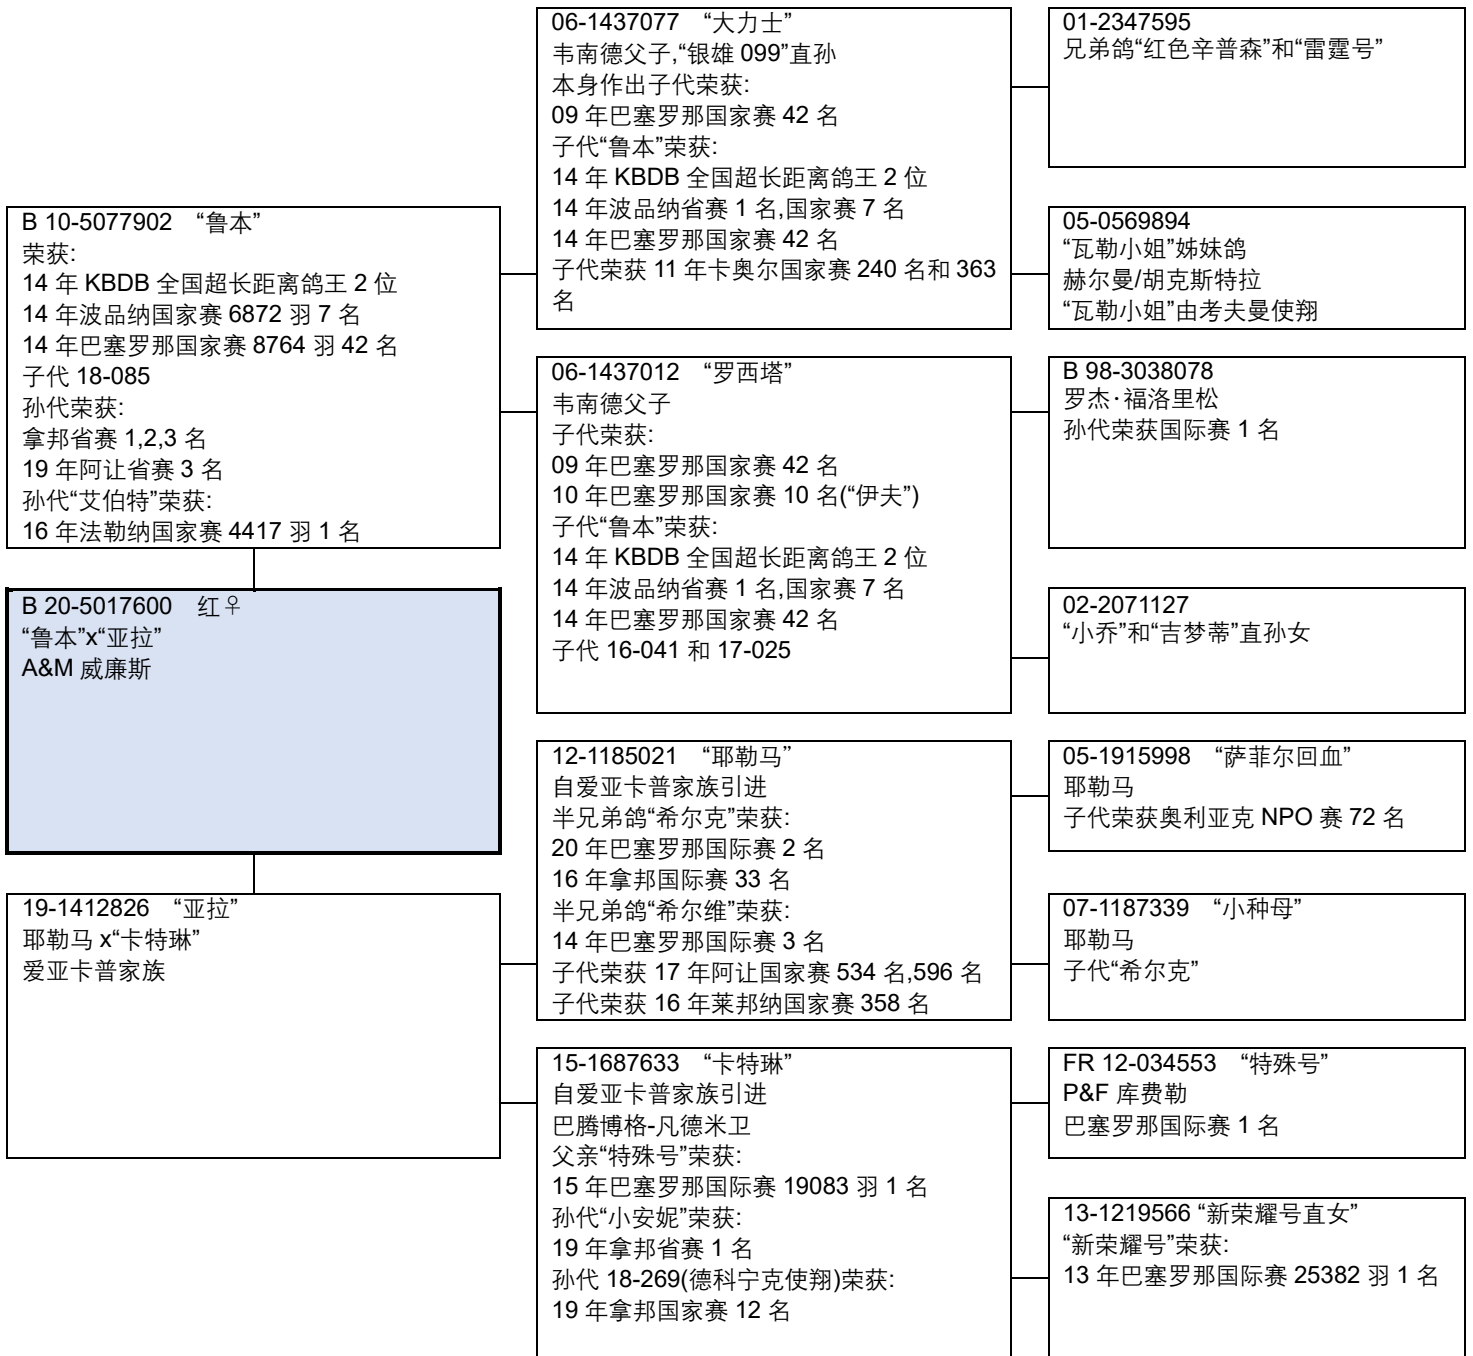 06-1437077 “大力士”
韦南德父子,“银雄 099”直孙
本身作出子代荣获:
09 年巴塞罗那国家赛 42 名
子代“鲁本”荣获:
14 年 KBDB 全国超长距离鸽王 2 位
14 年波品纳省赛 1 名,国家赛 7 名
14 年巴塞罗那国家赛 42 名
子代荣获 11 年卡奥尔国家赛 240 名和 363
名
01-2347595
兄弟鸽“红色辛普森”和“雷霆号”
05-0569894
“瓦勒小姐”姊妹鸽
赫尔曼/胡克斯特拉
“瓦勒小姐”由考夫曼使翔
B 10-5077902 “鲁本”
荣获:
14 年 KBDB 全国超长距离鸽王 2 位
14 年波品纳国家赛 6872 羽 7 名
14 年巴塞罗那国家赛 8764 羽 42 名
子代 18-085
孙代荣获:
拿邦省赛 1,2,3 名
19 年阿让省赛 3 名
孙代“艾伯特”荣获:
16 年法勒纳国家赛 4417 羽 1 名
06-1437012 “罗西塔”
韦南德父子
子代荣获:
09 年巴塞罗那国家赛 42 名
10 年巴塞罗那国家赛 10 名(“伊夫”)
子代“鲁本”荣获:
14 年 KBDB 全国超长距离鸽王 2 位
14 年波品纳省赛 1 名,国家赛 7 名
14 年巴塞罗那国家赛 42 名
子代 16-041 和 17-025
B 98-3038078
罗杰·福洛里松
孙代荣获国际赛 1 名
02-2071127
“小乔”和“吉梦蒂”直孙女
B 20-5017600 红♀
“鲁本”x“亚拉”
A&M 威廉斯
12-1185021 “耶勒马”
自爱亚卡普家族引进
半兄弟鸽“希尔克”荣获:
20 年巴塞罗那国际赛 2 名
16 年拿邦国际赛 33 名
半兄弟鸽“希尔维”荣获:
14 年巴塞罗那国际赛 3 名
子代荣获 17 年阿让国家赛 534 名,596 名
子代荣获 16 年莱邦纳国家赛 358 名
05-1915998 “萨菲尔回血”
耶勒马
子代荣获奥利亚克 NPO 赛 72 名
07-1187339 “小种母”
耶勒马
子代“希尔克”
19-1412826 “亚拉”
耶勒马 x“卡特琳”
爱亚卡普家族
15-1687633 “卡特琳”
自爱亚卡普家族引进
巴腾博格-凡德米卫
父亲“特殊号”荣获:
15 年巴塞罗那国际赛 19083 羽 1 名
孙代“小安妮”荣获:
19 年拿邦省赛 1 名
孙代 18-269(德科宁克使翔)荣获:
19 年拿邦国家赛 12 名
FR 12-034553 “特殊号”
P&F 库费勒
巴塞罗那国际赛 1 名
13-1219566 “新荣耀号直女”
“新荣耀号”荣获:
13 年巴塞罗那国际赛 25382 羽 1 名